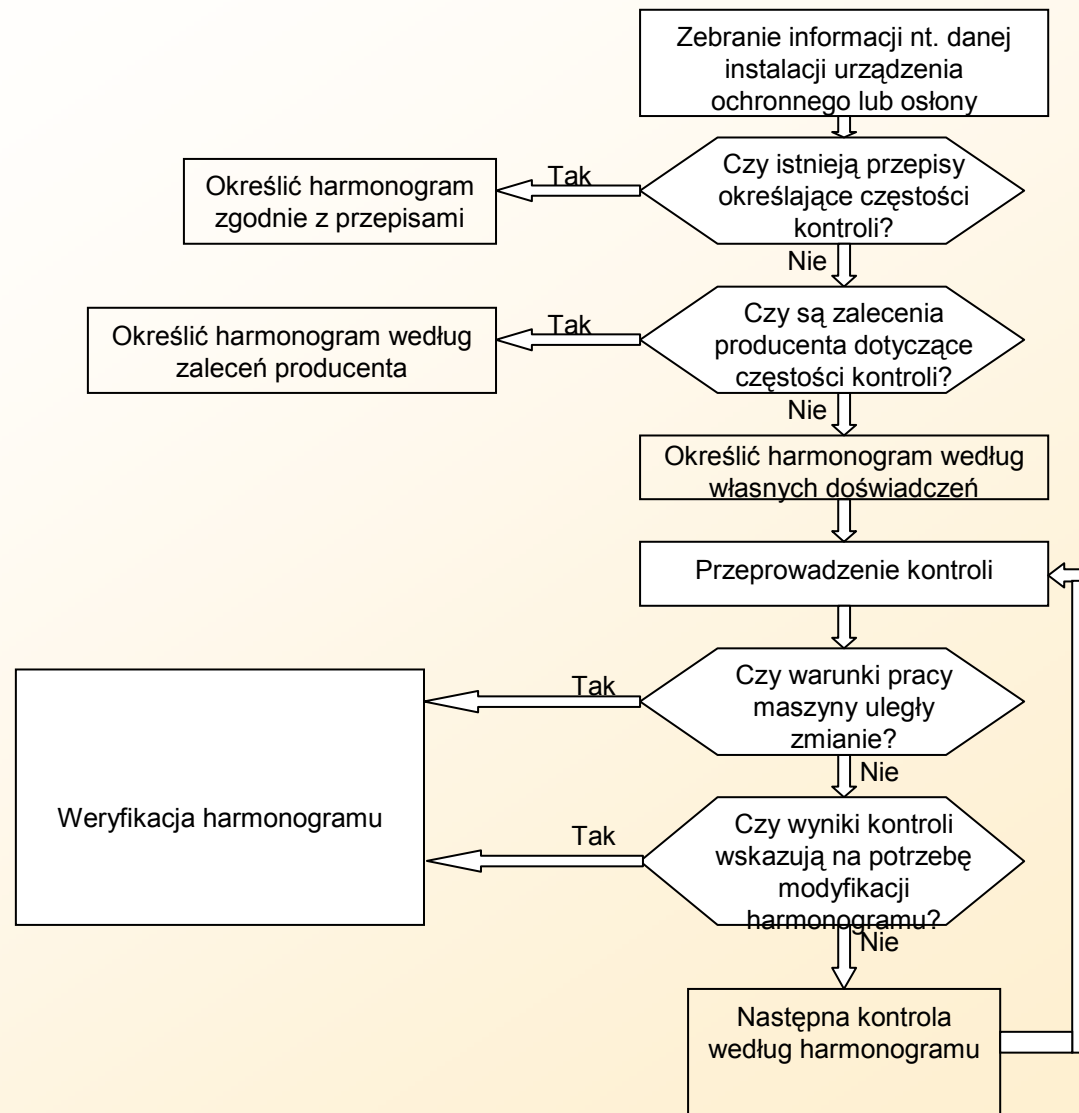 Zebranie informacji nt. danej
instalacji urządzenia
ochronnego lub osłony
Czy istnieją przepisy
określające częstości
kontroli?
Tak
Określić harmonogram
zgodnie z przepisami
Nie
Czy są zalecenia
producenta dotyczące
częstości kontroli?
Tak
Określić harmonogram według
zaleceń producenta
Nie
Określić harmonogram według
własnych doświadczeń
Przeprowadzenie kontroli
Czy warunki pracy
maszyny uległy
zmianie?
Tak
Nie
Weryfikacja harmonogramu
Czy wyniki kontroli
wskazują na potrzebę
modyfikacji
harmonogramu?
Tak
Nie
Następna kontrola
według harmonogramu